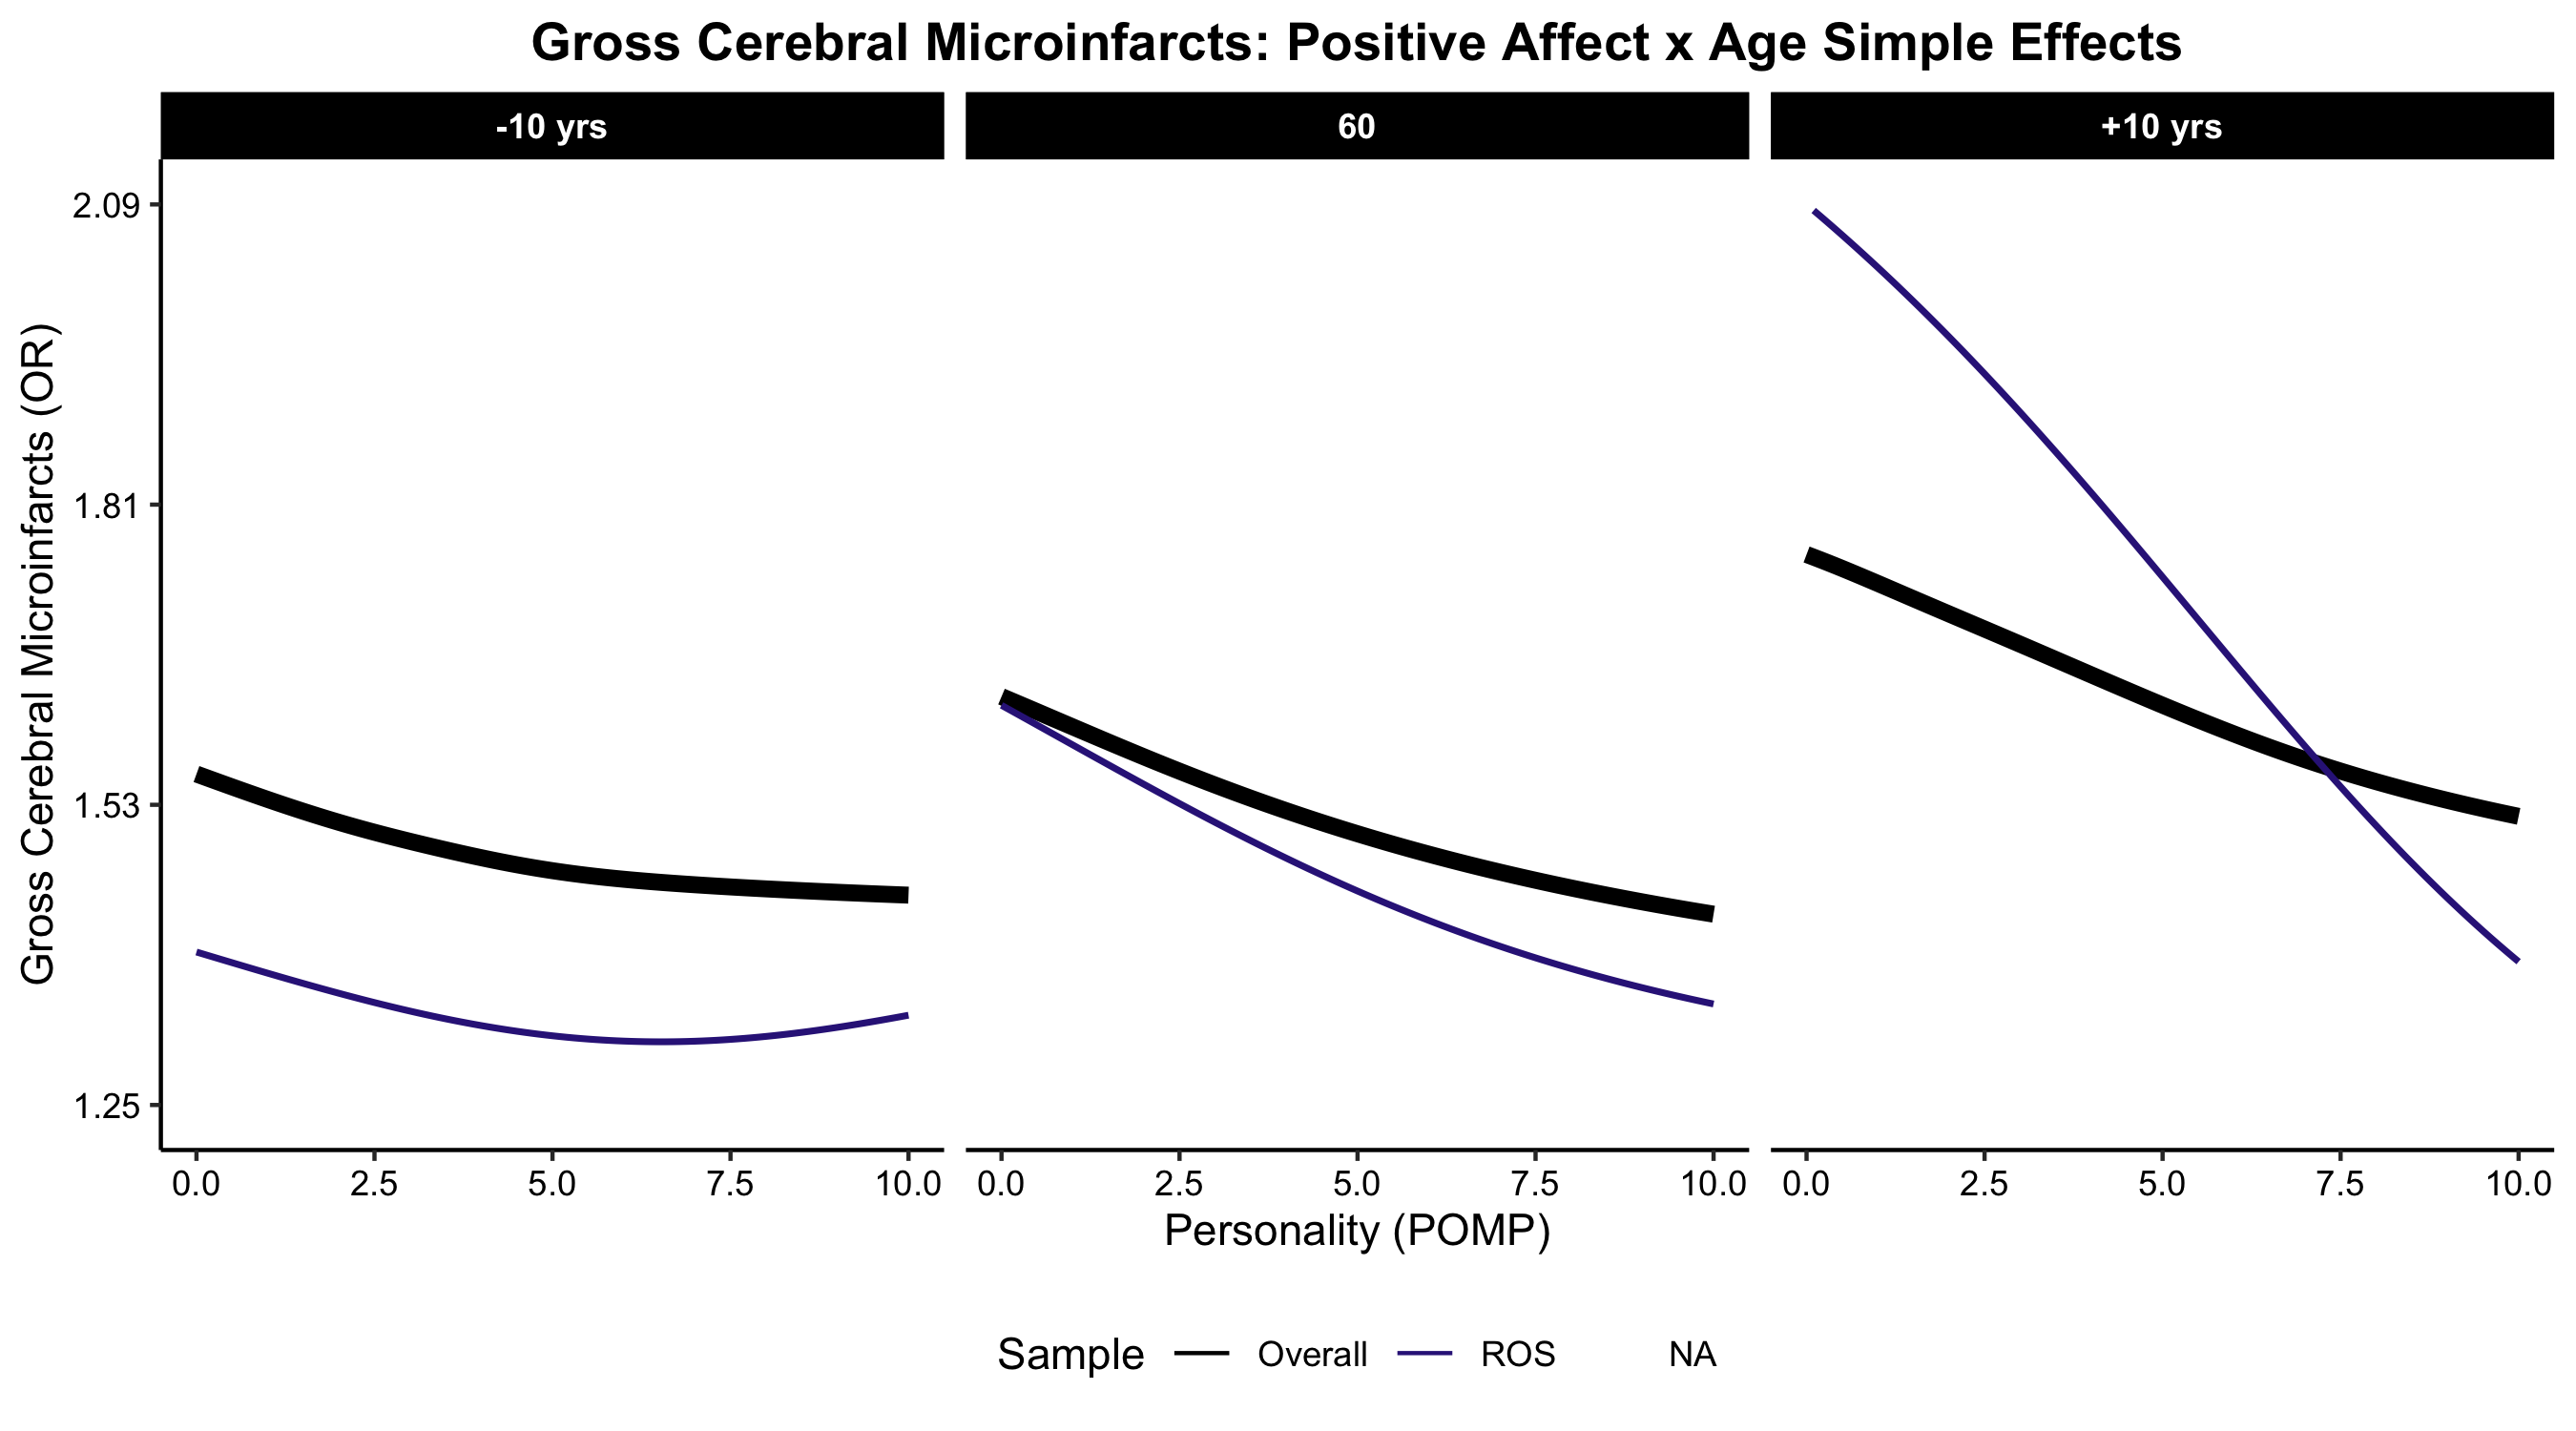 Gross Cerebral Microinfarcts: Positive Affect x Age Simple Effects
-10 yrs 60 +10 yrs
Gross Cerebral Microinfarcts (OR)
2.09
1.81
1.53
1.25
0.0 2.5 5.0 7.5 10.0 0.0 2.5 5.0 7.5 10.0 0.0 2.5 5.0 7.5 10.0
Personality (POMP)
Sample Overall ROS NA